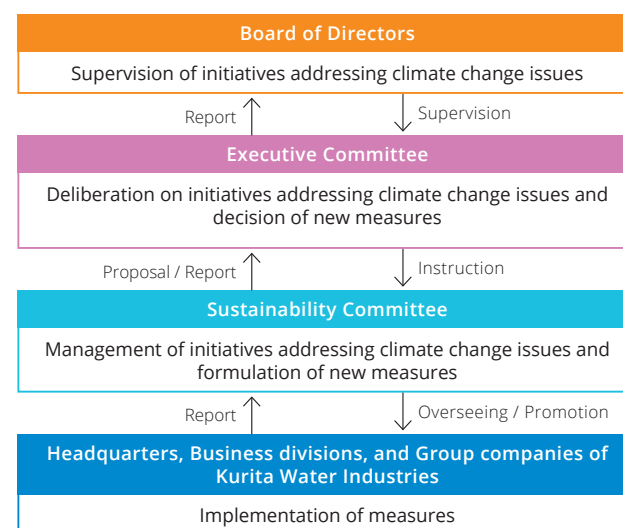 Board of Directors
Supervision of initiatives addressing climate change issues
Report
Supervision
Executive Committee
Deliberation on initiatives addressing climate change issues and
decision of new measures
Proposal / Report
Instruction
Sustainability Committee
Management of initiatives addressing climate change issues and
formulation of new measures
Report
Overseeing / Promotion
Headquarters, Business divisions, and Group companies of
Kurita Water Industries
Implementation of measures